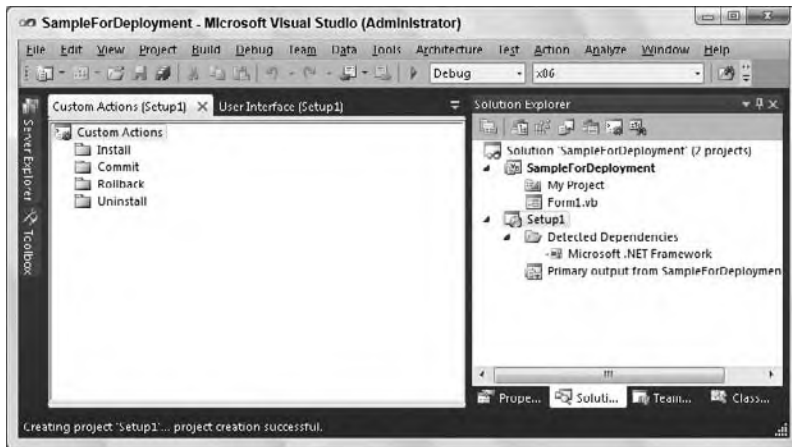 SampleForDeployment - Microsoft Visual Studio (Administrator)
File Edit View Project Build Debug Team Data Tools Architecture Test Action Analyze Window Help
Debug x86
Custom Actions (Setup1) User Interface (Setup1)
Solution Explorer
Server Explorer
Toolbox
Custom Actions
Install
Commit
Rollback
Uninstall
Solution 'SampleForDeployment' (2 projects)
SampleForDeployment
My Project
Form1.vb
Setup1
Detected Dependencies
Microsoft .NET Framework
Primary output from SampleForDeploymen
Prope... Soluti... Team... Class...
Creating project 'Setup1'... project creation successful.